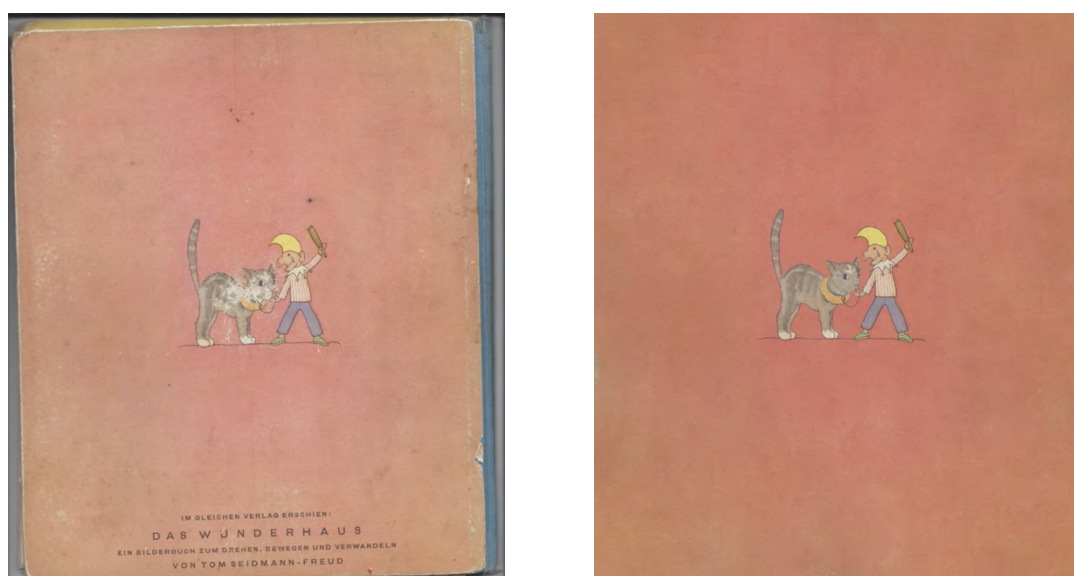 IM GLEICHEN VERLAG ERSCHIEN:
DAS WUNDERHAUS
EIN BILDERBUCH ZUM DREHEN, BEWEGEN UND VERWANDELN
VON TOM SEIDMANN-FREUD